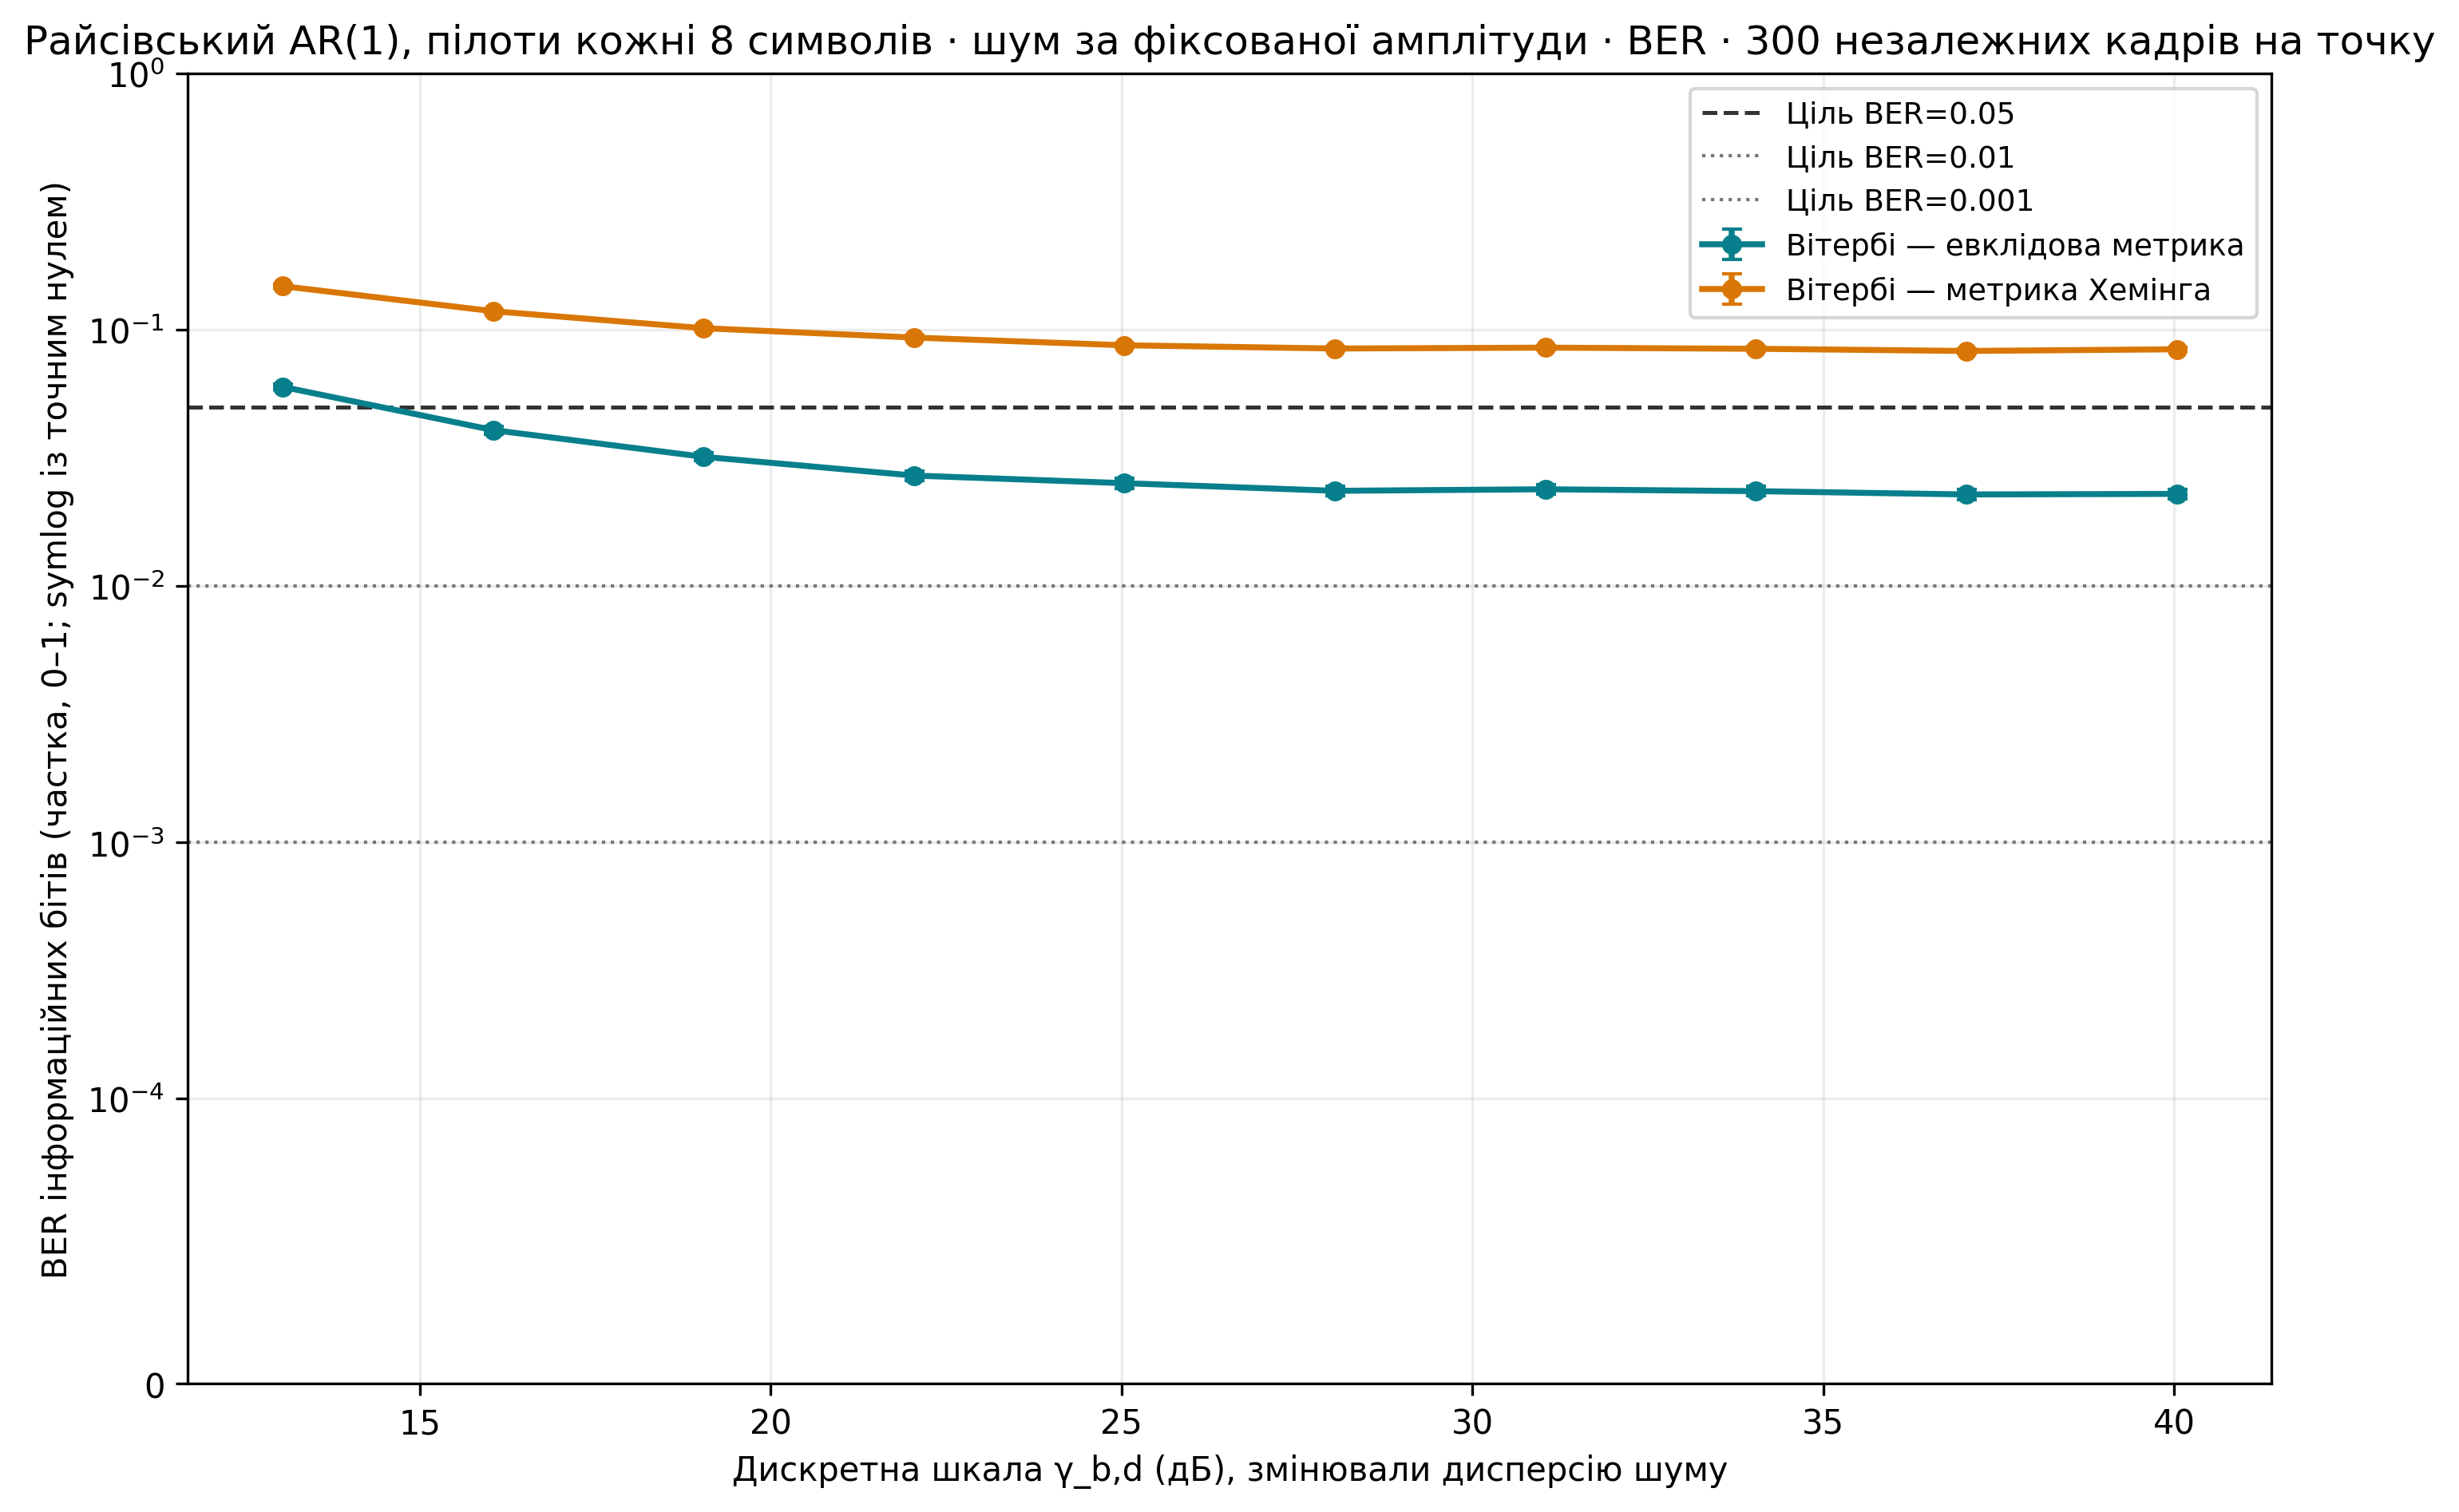 Райсівський AR(1), пілоти кожні 8 символів · шум за фіксованої амплітуди · BER · 300 незалежних кадрів на точку
BER інформаційних бітів (частка, 0–1; symlog із точним нулем)
10⁰
10⁻¹
10⁻²
10⁻³
10⁻⁴
0
Ціль BER=0.05
Ціль BER=0.01
Ціль BER=0.001
Вітербі — евклідова метрика
Вітербі — метрика Хемінга
15 20 25 30 35 40
Дискретна шкала γ_b,d (дБ), змінювали дисперсію шуму